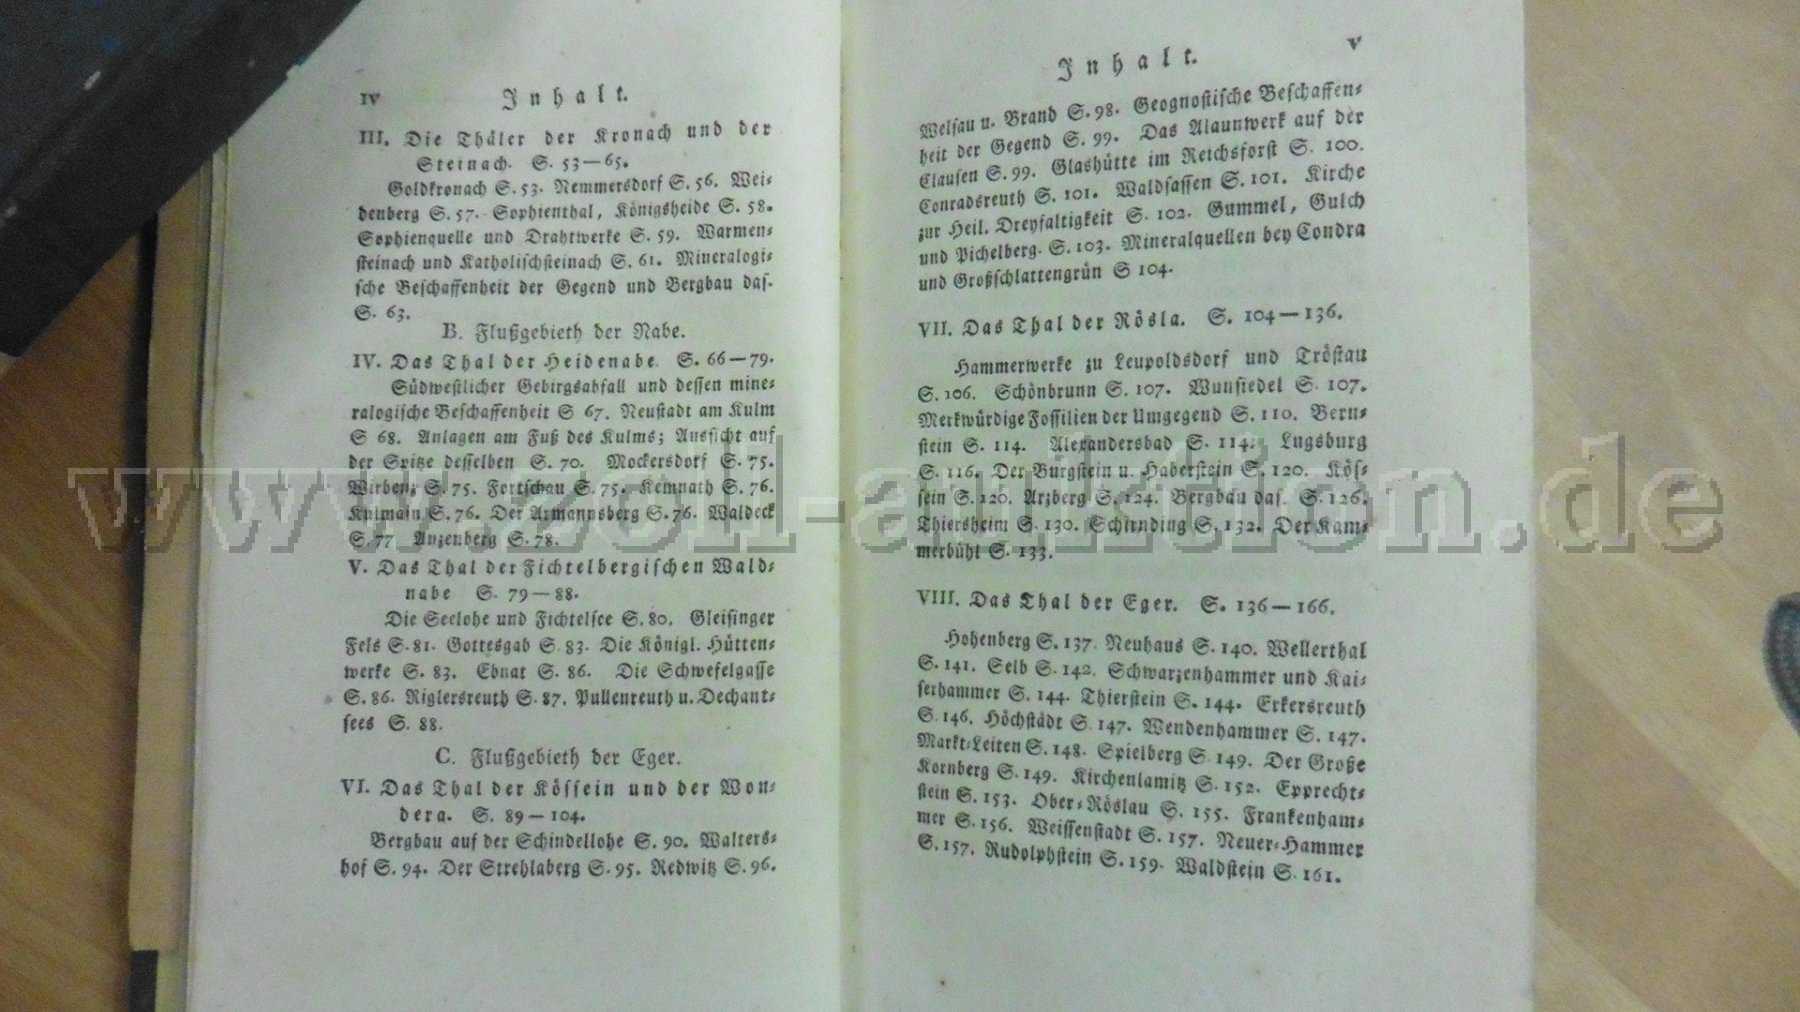 IV Inhalt.
III. Die Thäler der Kronach und der
Steinach. S. 53—65.
Goldkronach S. 53. Nemmersdorf S. 56. Wei-
denberg S. 57. Sophienthal, Königsheide S. 58.
Sophienquelle und Drahtwerke S. 59. Warmen-
steinach und Katholischsteinach S. 61. Mineralogi-
sche Beschaffenheit der Gegend und Bergbau das.
S. 63.
B. Flußgebieth der Nabe.
IV. Das Thal der Heidenabe. S. 66—79.
Südwestlicher Gebirgsabfall und dessen mine-
ralogische Beschaffenheit S 67. Neustadt am Kulm
S 68. Anlagen am Fuß des Kulms; Aussicht auf
der Spitze desselben S. 70. Mockersdorf S. 75.
Wirbenz S. 75. Fortschau S. 75. Kemnath S. 76.
Kulmain S. 76. Der Armannsberg S. 76. Waldeck
S. 77 Anzenberg S. 78.
V. Das Thal der Fichtelbergischen Wald-
nabe S. 79—88.
Die Seelohe und Fichtelsee S. 80. Gleisinger
Fels S. 81. Gottesgab S. 83. Die Königl. Hütten-
werke S. 83. Ebnat S. 86. Die Schwefelgasse
S. 86. Riglersreuth S. 87. Pullenreuth u. Dechant-
sees S. 88.
C. Flußgebieth der Eger.
VI. Das Thal der Kössein und der Won-
dera. S. 89—104.
Bergbau auf der Schindellohe S. 90. Walters-
hof S. 94. Der Strehlaberg S. 95. Redwitz S. 96.
Inhalt. V
Welsau u. Brand S. 98. Geognostische Beschaffen-
heit der Gegend S. 99. Das Alaunwerk auf der
Clausen S. 99. Glashütte im Reichsforst S. 100.
Conradsreuth S. 101. Waldsassen S. 101. Kirche
zur Heil. Dreyfaltigkeit S. 102. Gummel, Gulch
und Pichelberg. S. 103. Mineralquellen bey Condra
und Großschlattengrün S 104.
VII. Das Thal der Rösla. S. 104—136.
Hammerwerke zu Leupoldsdorf und Tröstau
S. 106. Schönbrunn S. 107. Wunsiedel S. 107.
Merkwürdige Fossilien der Umgegend S. 110. Bern-
stein S. 114. Alexandersbad S. 114. Lugsburg
S. 116. Der Burgstein u. Haberstein S. 120. Kös-
sein S. 120. Arzberg S. 124. Bergbau das. S. 126.
Thiersheim S. 130. Schirnding S. 132. Der Kam-
merbühl S. 133.
VIII. Das Thal der Eger. S. 136—166.
Hohenberg S. 137. Neuhaus S. 140. Wellerthal
S. 141. Selb S. 142. Schwarzenhammer und Kai-
serhammer S. 144. Thierstein S. 144. Erkersreuth
S. 146. Höchstädt S. 147. Wendenhammer S. 147.
Markt-Leiten S. 148. Spielberg S. 149. Der Große
Kornberg S. 149. Kirchenlamitz S. 152. Epprecht-
stein S. 153. Ober-Röslau S. 155. Frankenham-
mer S. 156. Weissenstadt S. 157. Neuer-Hammer
S. 157. Rudolphstein S. 159. Waldstein S. 161.
www.zoll-auktion.de